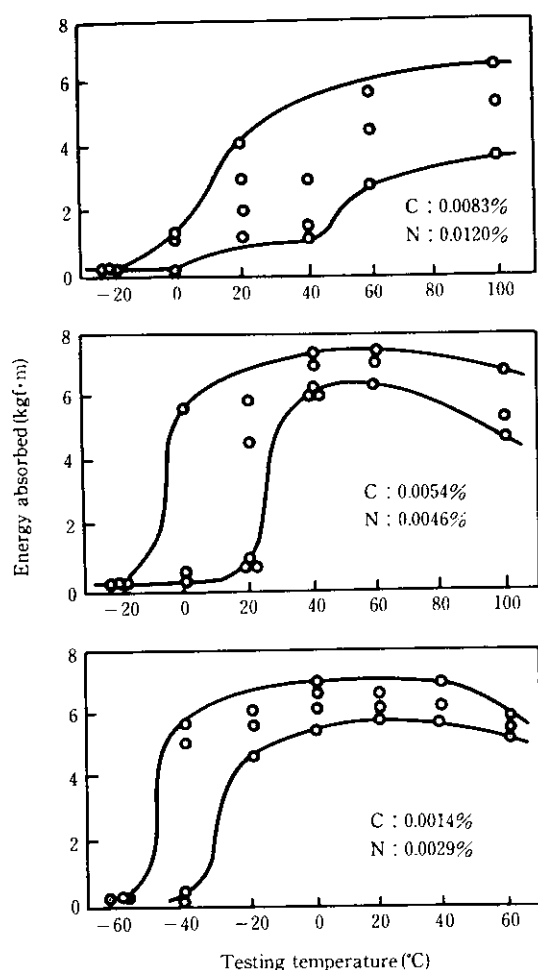 8
6
4
2
0
−20 0 20 40 60 80 100
C : 0.0083%
N : 0.0120%
8
6
4
2
0
−20 0 20 40 60 80 100
C : 0.0054%
N : 0.0046%
Energy absorbed (kgf·m)
8
6
4
2
0
−60 −40 −20 0 20 40 60
C : 0.0014%
N : 0.0029%
Testing temperature (°C)